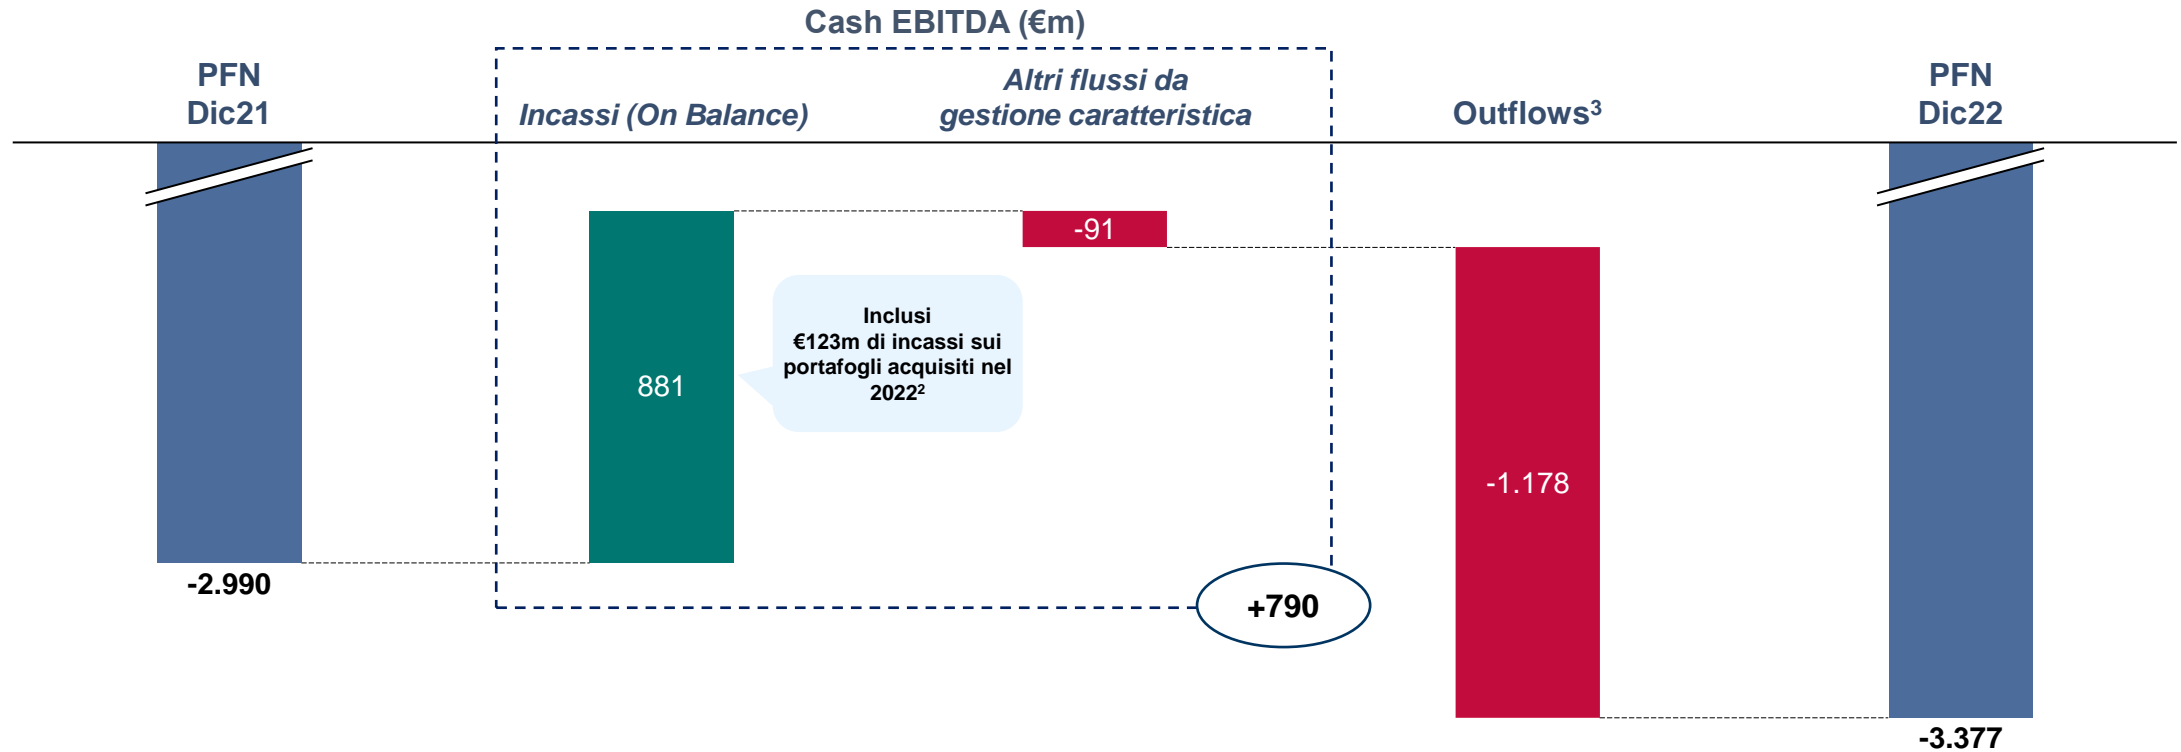 Cash EBITDA (€m)
PFN
Dic21
Incassi (On Balance)
Altri flussi da
gestione caratteristica
Outflows³
PFN
Dic22
-91
Inclusi
€123m di incassi sui
portafogli acquisiti nel
2022²
881
-1.178
-2.990
+790
-3.377